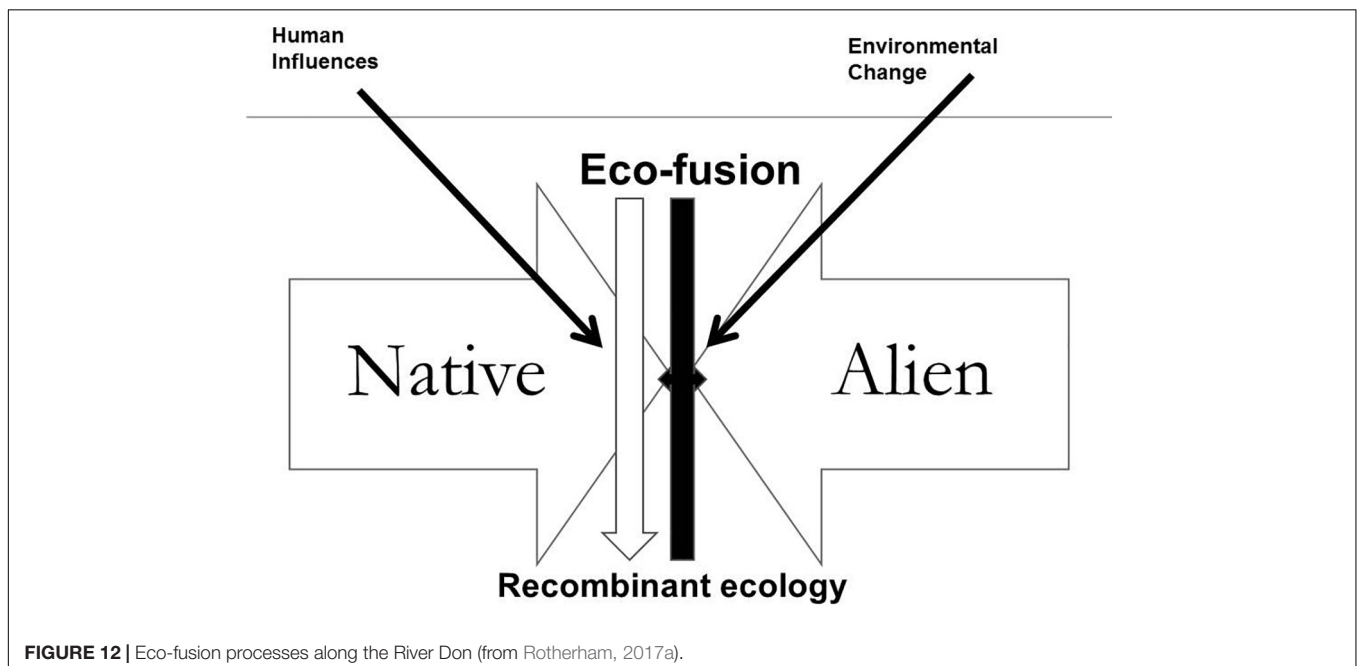 Human
Influences
Environmental
Change
Eco-fusion
Native
Alien
Recombinant ecology
FIGURE 12 | Eco-fusion processes along the River Don (from Rotherham, 2017a).